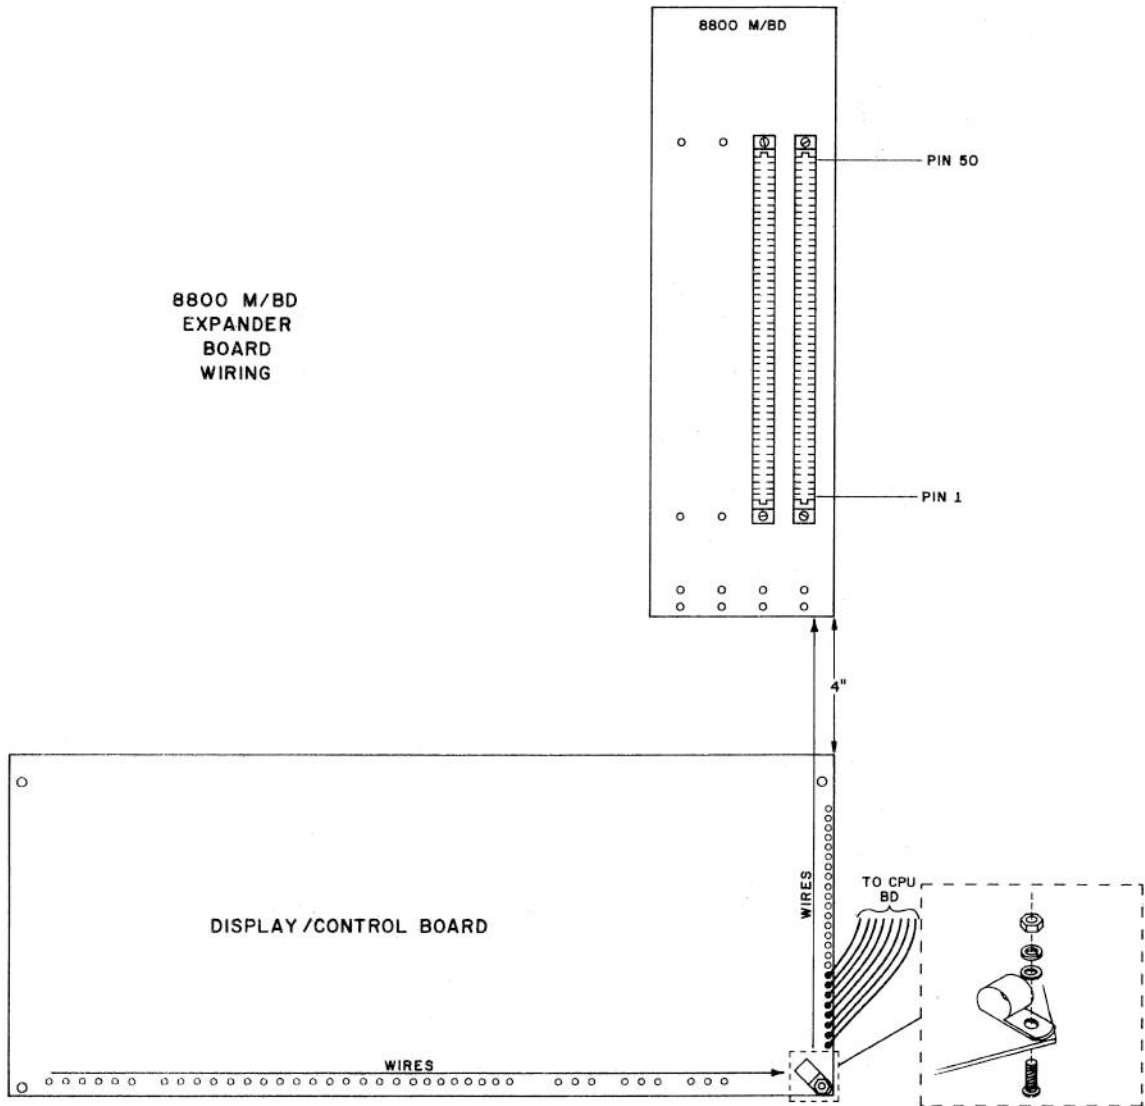 8800 M/BD
PIN 50
8800 M/BD
EXPANDER
BOARD
WIRING
PIN 1
4"
WIRES
TO CPU
BD
DISPLAY/CONTROL BOARD
WIRES